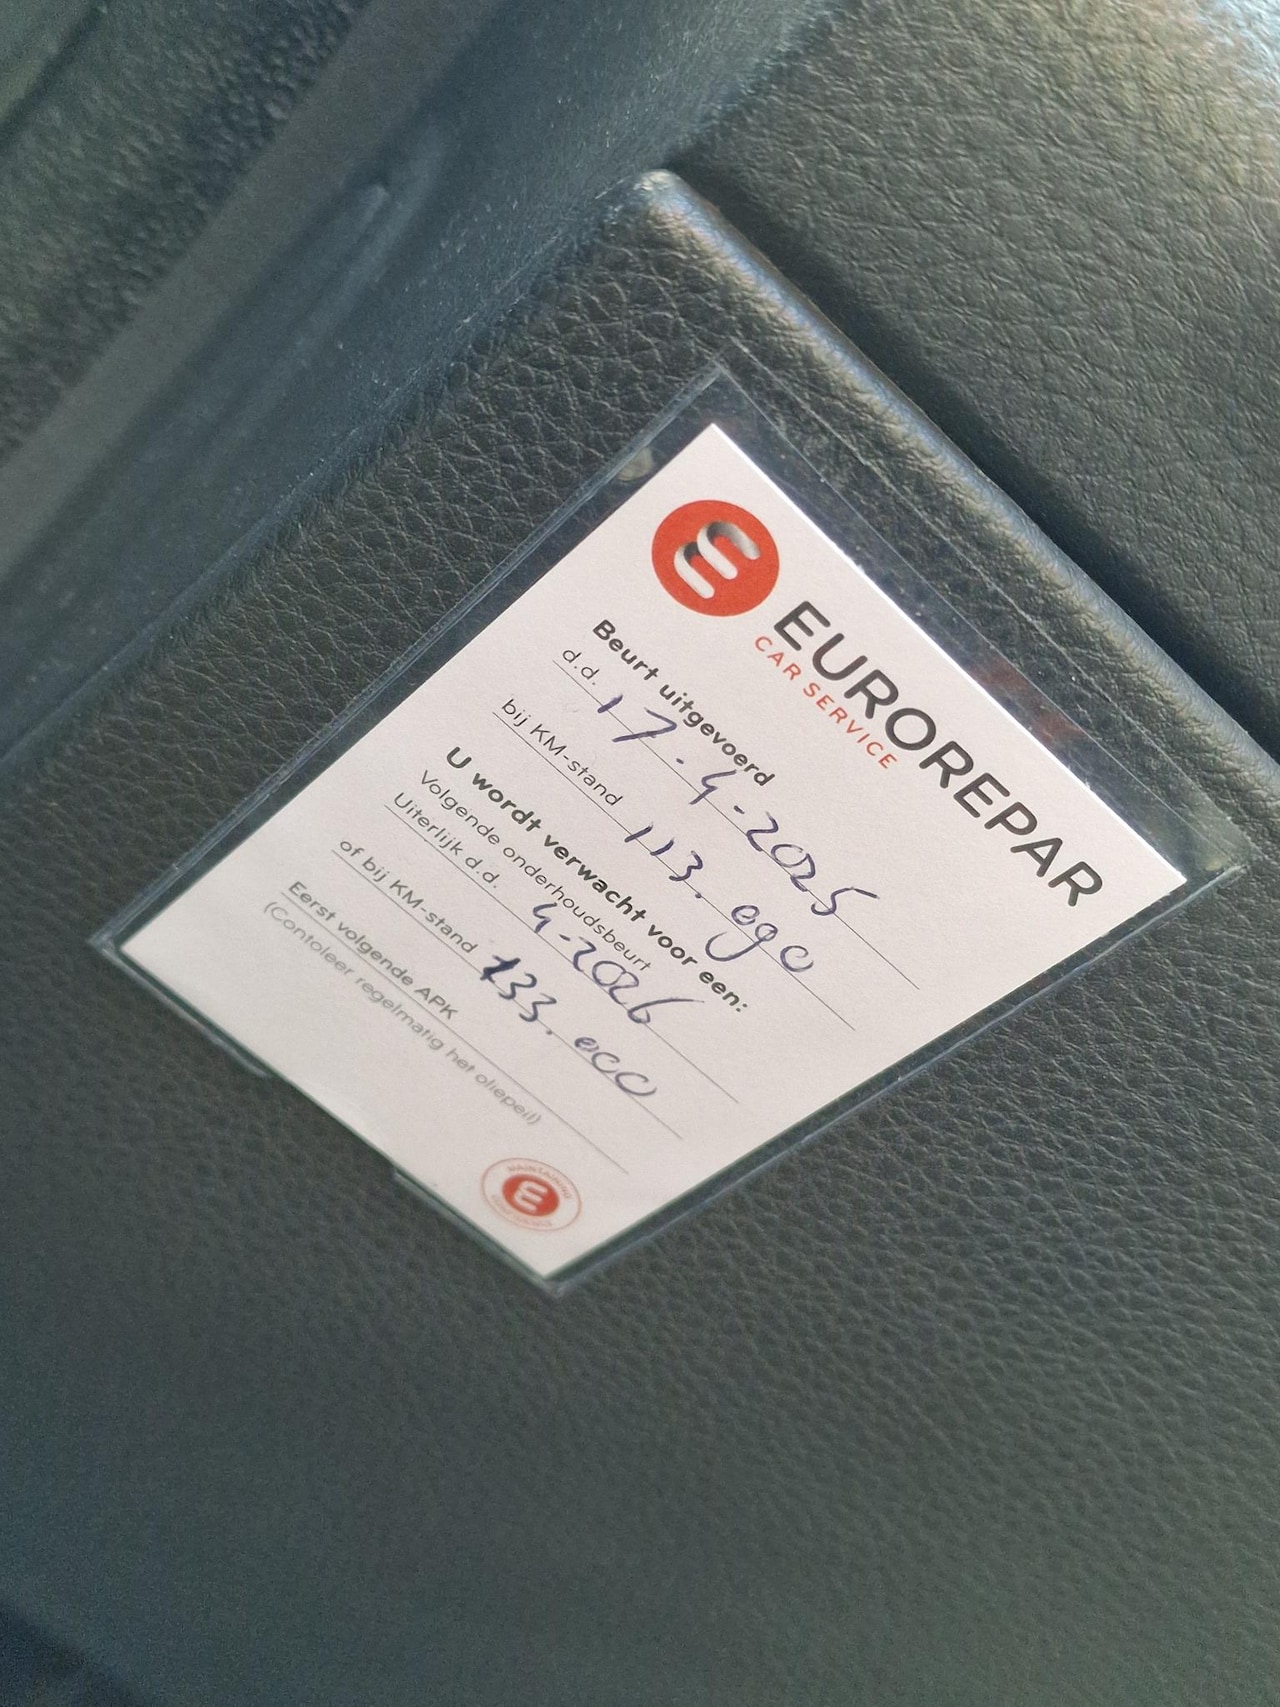 EUROREPAR
CAR SERVICE
Beurt uitgevoerd
d.d. 17-4-2025
bij KM-stand 113.090
U wordt verwacht voor een:
Volgende onderhoudsbeurt
Uiterlijk d.d. 4-2026
of bij KM-stand 133.000
Eerst volgende APK
(Contoleer regelmatig het oliepeil)